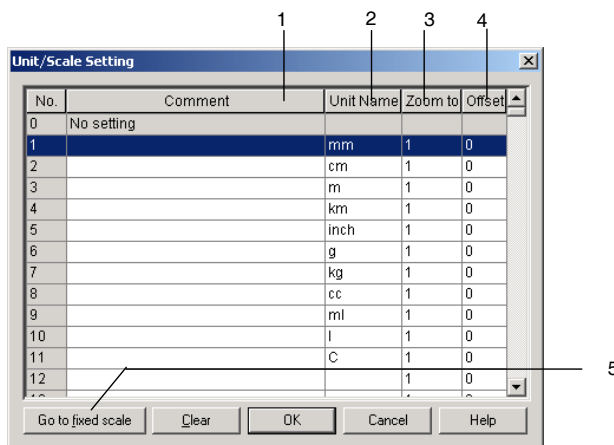 1 2 3 4
Unit/Scale Setting
No. Comment Unit Name Zoom to Offset
0 No setting
1 mm 1 0
2 cm 1 0
3 m 1 0
4 km 1 0
5 inch 1 0
6 g 1 0
7 kg 1 0
8 cc 1 0
9 ml 1 0
10 l 1 0
11 C 1 0
5
12 1 0
Go to fixed scale Clear OK Cancel Help